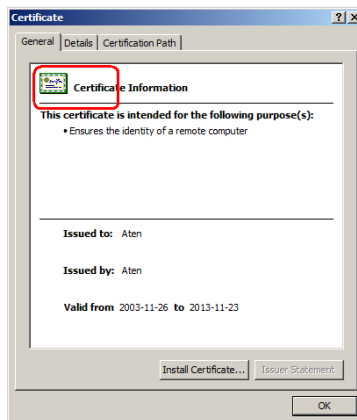 Certificate
General Details Certification Path
Certificate Information
This certificate is intended for the following purpose(s):
• Ensures the identity of a remote computer
Issued to: Aten
Issued by: Aten
Valid from 2003-11-26 to 2013-11-23
Install Certificate... Issuer Statement
OK